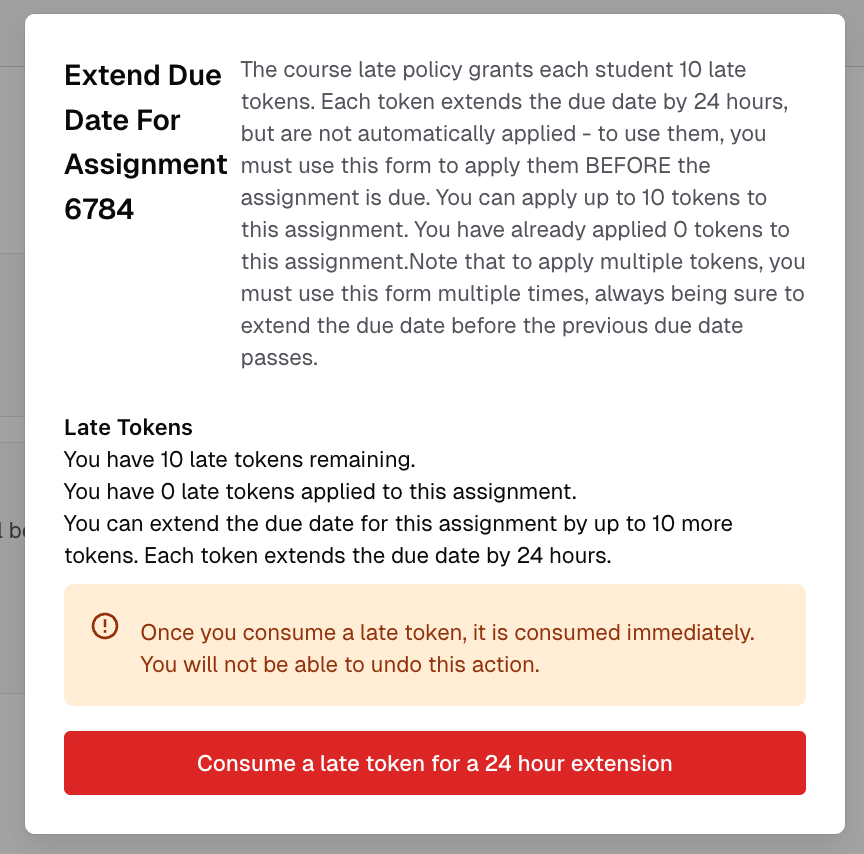 Extend Due
Date For
Assignment
6784
The course late policy grants each student 10 late
tokens. Each token extends the due date by 24 hours,
but are not automatically applied - to use them, you
must use this form to apply them BEFORE the
assignment is due. You can apply up to 10 tokens to
this assignment. You have already applied 0 tokens to
this assignment.Note that to apply multiple tokens, you
must use this form multiple times, always being sure to
extend the due date before the previous due date
passes.
Late Tokens
You have 10 late tokens remaining.
You have 0 late tokens applied to this assignment.
You can extend the due date for this assignment by up to 10 more
tokens. Each token extends the due date by 24 hours.
Once you consume a late token, it is consumed immediately.
You will not be able to undo this action.
Consume a late token for a 24 hour extension